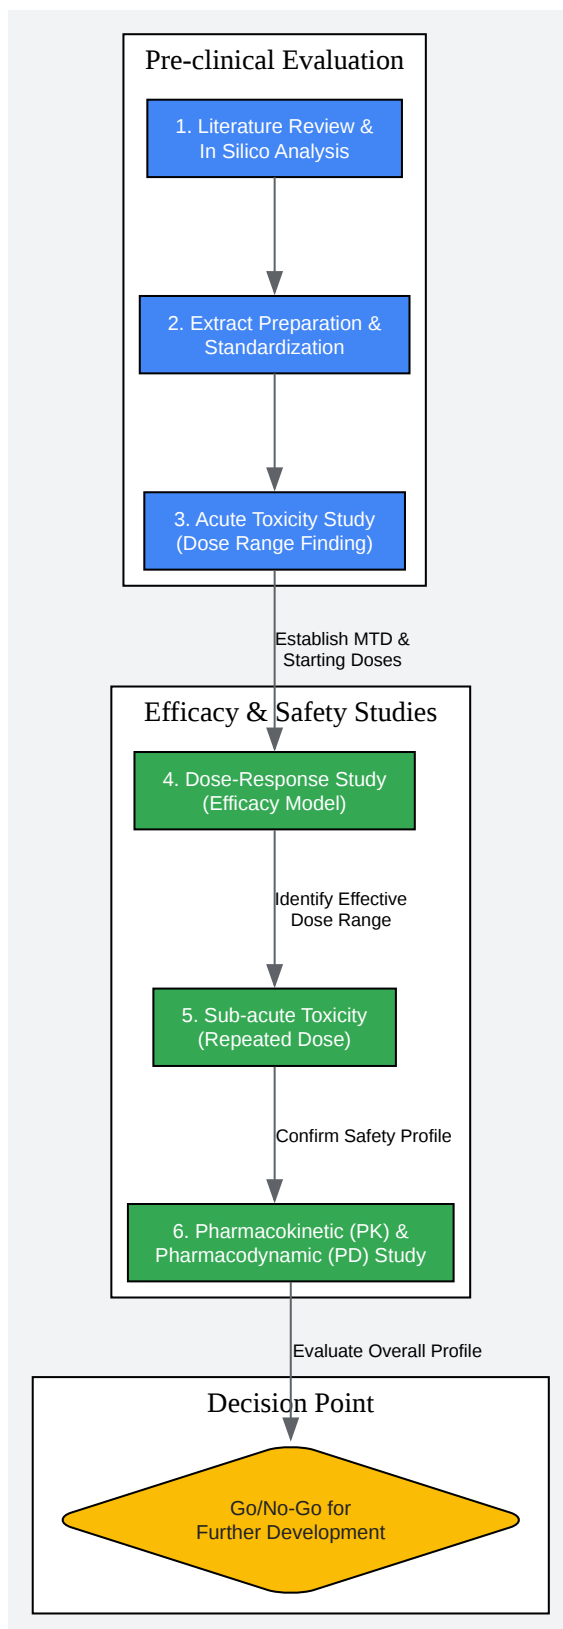 Pre-clinical Evaluation
1. Literature Review &
In Silico Analysis
2. Extract Preparation &
Standardization
3. Acute Toxicity Study
(Dose Range Finding)
Establish MTD &
Starting Doses
Efficacy & Safety Studies
4. Dose-Response Study
(Efficacy Model)
Identify Effective
Dose Range
5. Sub-acute Toxicity
(Repeated Dose)
Confirm Safety Profile
6. Pharmacokinetic (PK) &
Pharmacodynamic (PD) Study
Evaluate Overall Profile
Decision Point
Go/No-Go for
Further Development